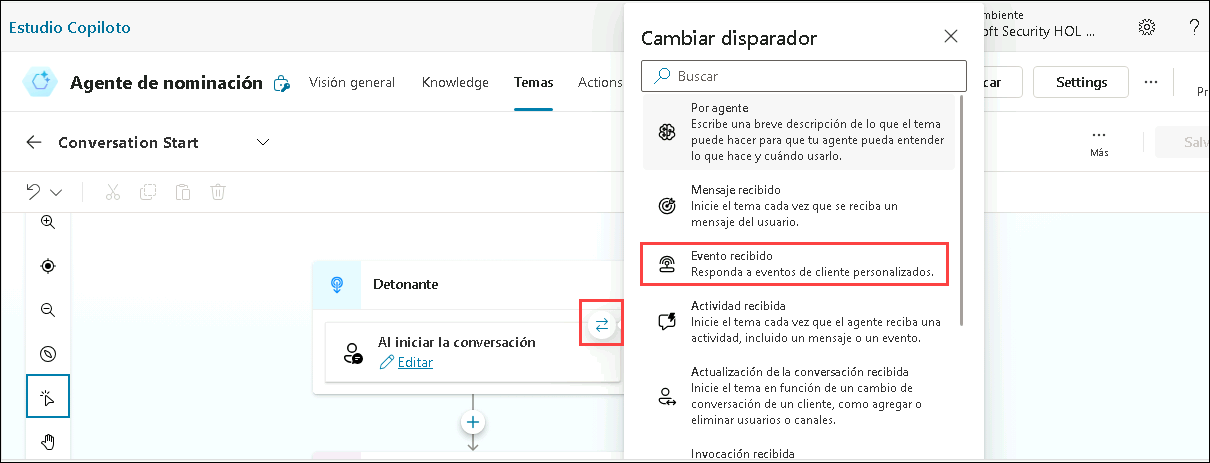 Estudio Copiloto
mbiente
oft Security HOL ...
?
Agente de nominación
Visión general
Knowledge
Temas
Actions
car
Settings
...
Pr
Conversation Start
...
Más
Salv
Detonante
Al iniciar la conversación
Editar
Cambiar disparador
Buscar
Por agente
Escribe una breve descripción de lo que el tema
puede hacer para que tu agente pueda entender
lo que hace y cuándo usarlo.
Mensaje recibido
Inicie el tema cada vez que se reciba un
mensaje del usuario.
Evento recibido
Responda a eventos de cliente personalizados.
Actividad recibida
Inicie el tema cada vez que el agente reciba una
actividad, incluido un mensaje o un evento.
Actualización de la conversación recibida
Inicie el tema en función de un cambio de
conversación de un cliente, como agregar o
eliminar usuarios o canales.
Invocación recibida